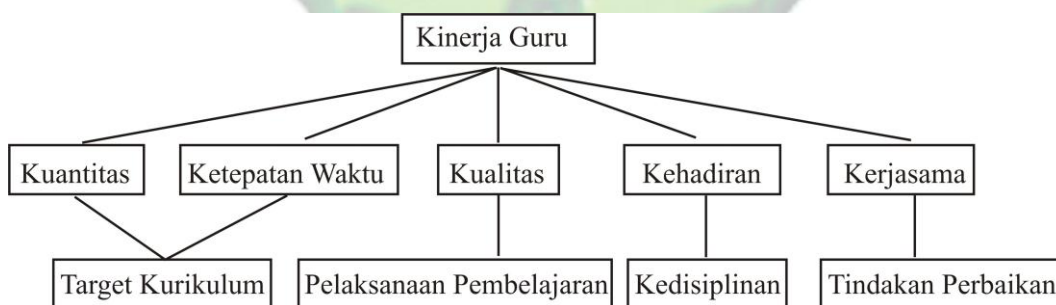 Kinerja Guru
Kuantitas
Ketepatan Waktu
Kualitas
Kehadiran
Kerjasama
Target Kurikulum
Pelaksanaan Pembelajaran
Kedisiplinan
Tindakan Perbaikan